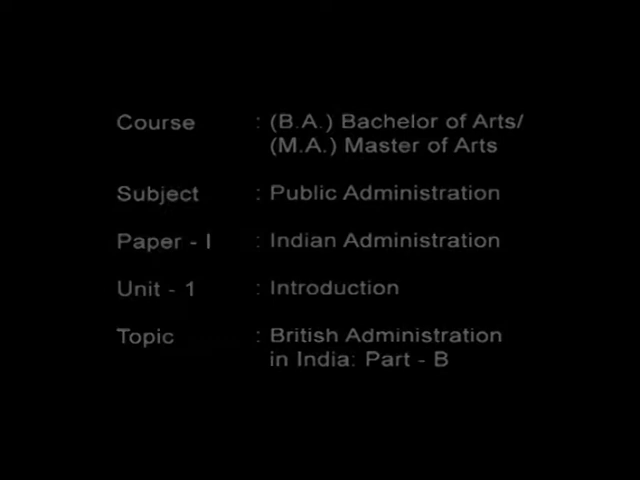 Course : (B.A.) Bachelor of Arts/
(M.A.) Master of Arts
Subject : Public Administration
Paper - I : Indian Administration
Unit - 1 : Introduction
Topic : British Administration
in India: Part - B